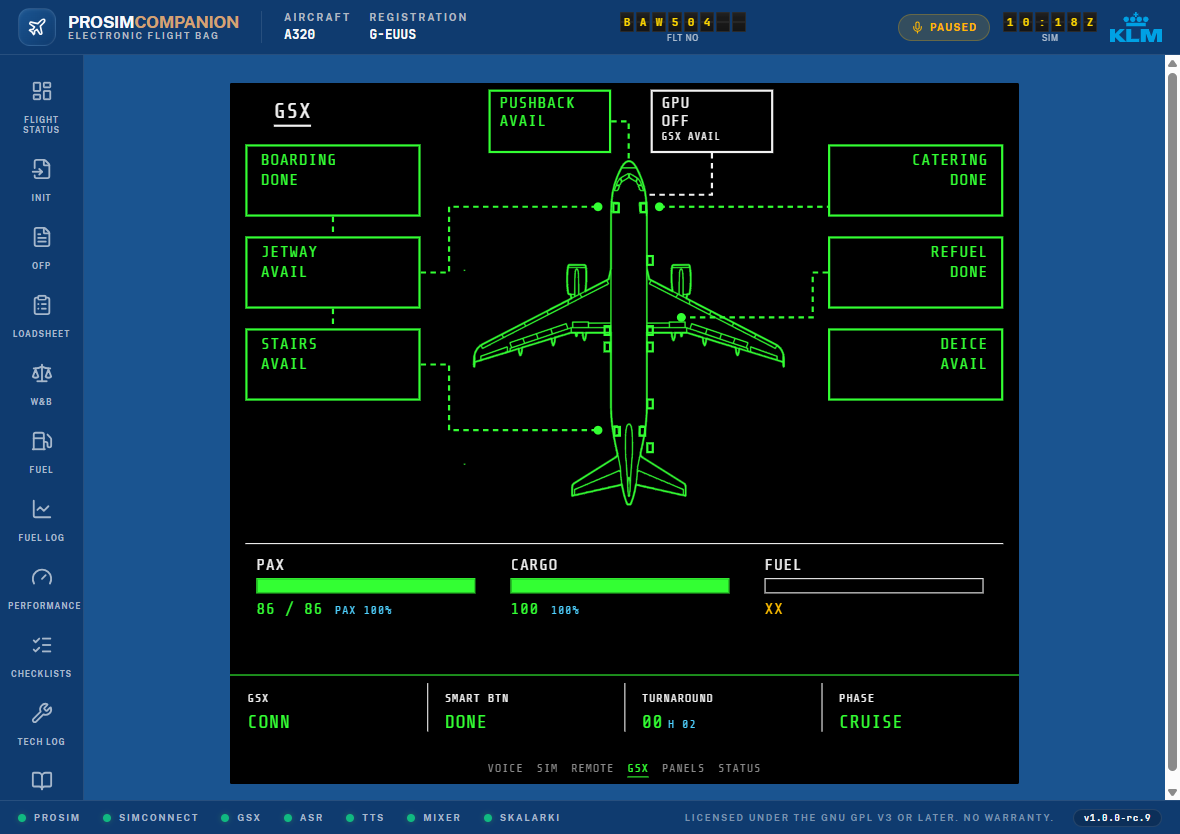 PROSIMCOMPANION
ELECTRONIC FLIGHT BAG
AIRCRAFT
A320
REGISTRATION
G-EUUS
BAW504
FLT NO
PAUSED
10:18Z
SIM
KLM
FLIGHT STATUS
INIT
OFP
LOADSHEET
W&B
FUEL
FUEL LOG
PERFORMANCE
CHECKLISTS
TECH LOG
GSX
PUSHBACK
AVAIL
GPU
OFF
GSX AVAIL
BOARDING
DONE
CATERING
DONE
JETWAY
AVAIL
REFUEL
DONE
STAIRS
AVAIL
DEICE
AVAIL
PAX
86 / 86 PAX 100%
CARGO
100 100%
FUEL
XX
GSX
CONN
SMART BTN
DONE
TURNAROUND
00 H 02
PHASE
CRUISE
VOICE SIM REMOTE GSX PANELS STATUS
PROSIM SIMCONNECT GSX ASR TTS MIXER SKALARKI
LICENSED UNDER THE GNU GPL V3 OR LATER. NO WARRANTY.
v1.0.0-rc.9